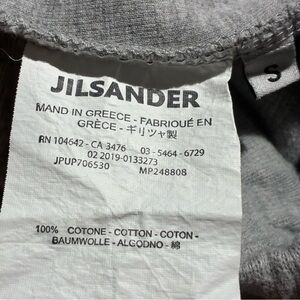 S
JILSANDER
MAND IN GREECE - FABRIQUÉ EN
GRÈCE - ギリツャ製
RN 104642 - CA 3476 03 - 5464 - 6729
02 2019-0133273
JPUP706530 MP248808
100% COTONE - COTTON - COTON -
BAUMWOLLE - ALGODNO - 綿